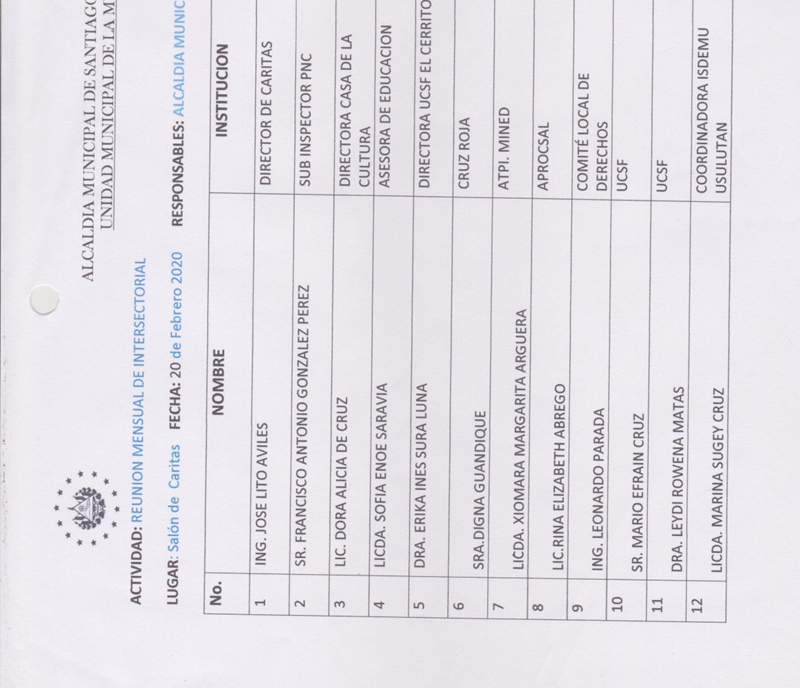 ALCALDIA MUNICIPAL DE SANTIAGO
UNIDAD MUNICIPAL DE LA M
ACTIVIDAD: REUNION MENSUAL DE INTERSECTORIAL
LUGAR: Salón de Caritas FECHA: 20 de Febrero 2020 RESPONSABLES: ALCALDIA MUNIC
No. NOMBRE INSTITUCION
1 ING. JOSE LITO AVILES DIRECTOR DE CARITAS
2 SR. FRANCISCO ANTONIO GONZALEZ PEREZ SUB INSPECTOR PNC
3 LIC. DORA ALICIA DE CRUZ DIRECTORA CASA DE LA
CULTURA
4 LICDA. SOFIA ENOE SARAVIA ASESORA DE EDUCACION
5 DRA. ERIKA INES SURA LUNA DIRECTORA UCSF EL CERRITO
6 SRA.DIGNA GUANDIQUE CRUZ ROJA
7 LICDA. XIOMARA MARGARITA ARGUERA ATPI. MINED
8 LIC.RINA ELIZABETH ABREGO APROCSAL
9 ING. LEONARDO PARADA COMITÉ LOCAL DE
DERECHOS
10 SR. MARIO EFRAIN CRUZ UCSF
11 DRA. LEYDI ROWENA MATAS UCSF
12 LICDA. MARINA SUGEY CRUZ COORDINADORA ISDEMU
USULUTAN